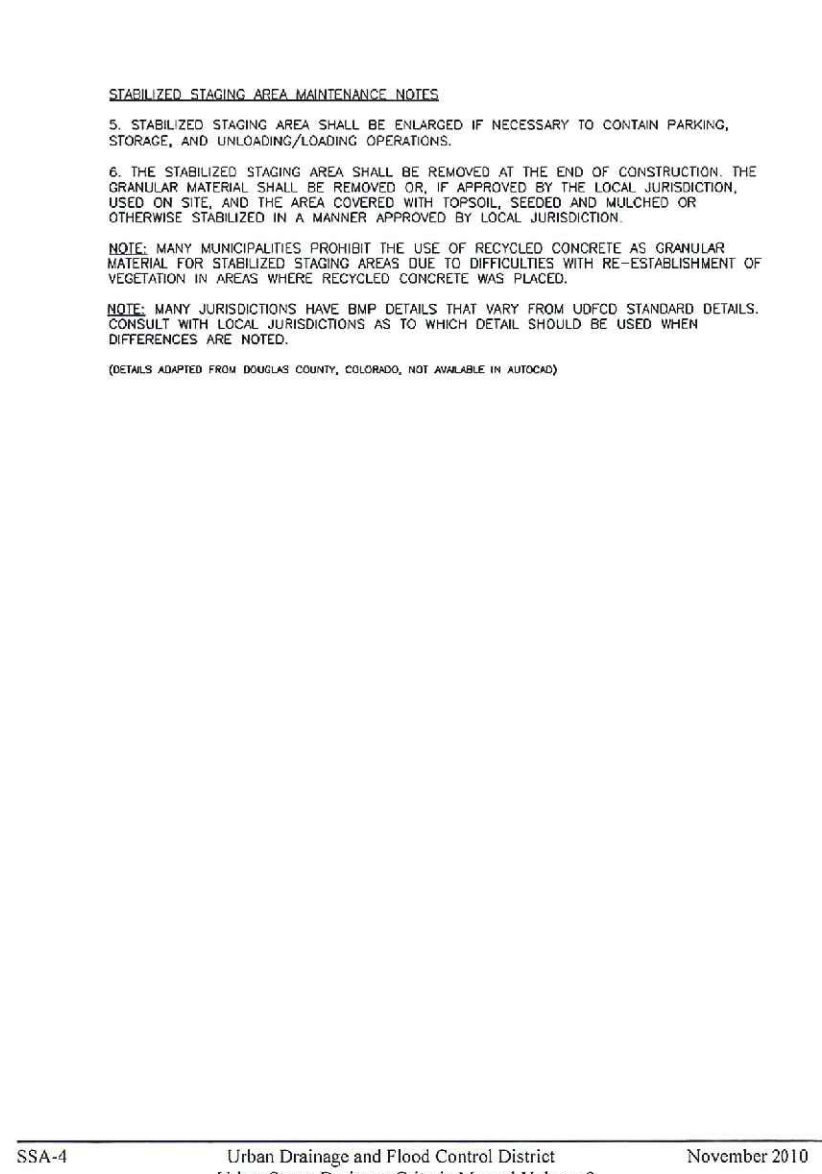 STABILIZED STAGING AREA MAINTENANCE NOTES
5. STABILIZED STAGING AREA SHALL BE ENLARGED IF NECESSARY TO CONTAIN PARKING,
STORAGE, AND UNLOADING/LOADING OPERATIONS.
6. THE STABILIZED STAGING AREA SHALL BE REMOVED AT THE END OF CONSTRUCTION. THE
GRANULAR MATERIAL SHALL BE REMOVED OR, IF APPROVED BY THE LOCAL JURISDICTION,
USED ON SITE, AND THE AREA COVERED WITH TOPSOIL, SEEDED AND MULCHED OR
OTHERWISE STABILIZED IN A MANNER APPROVED BY LOCAL JURISDICTION.
NOTE: MANY MUNICIPALITIES PROHIBIT THE USE OF RECYCLED CONCRETE AS GRANULAR
MATERIAL FOR STABILIZED STAGING AREAS DUE TO DIFFICULTIES WITH RE-ESTABLISHMENT OF
VEGETATION IN AREAS WHERE RECYCLED CONCRETE WAS PLACED.
NOTE: MANY JURISDICTIONS HAVE BMP DETAILS THAT VARY FROM UDFCD STANDARD DETAILS.
CONSULT WITH LOCAL JURISDICTIONS AS TO WHICH DETAIL SHOULD BE USED WHEN
DIFFERENCES ARE NOTED.
(DETAILS ADAPTED FROM DOUGLAS COUNTY, COLORADO, NOT AVAILABLE IN AUTOCAD)
SSA-4 Urban Drainage and Flood Control District November 2010